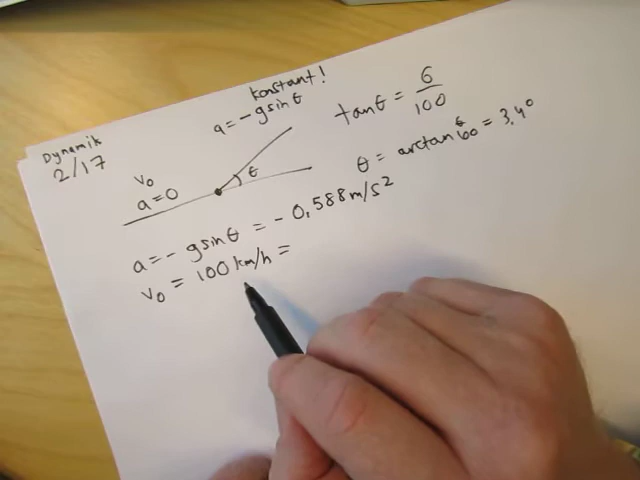 Dynamik
2/17
konstant!
a = - g sin θ
v₀
a = 0
θ
tan θ = 6/100
θ = arctan 6/100 = 3,4°
a = - g sin θ = - 0,588 m/s²
v₀ = 100 km/h =